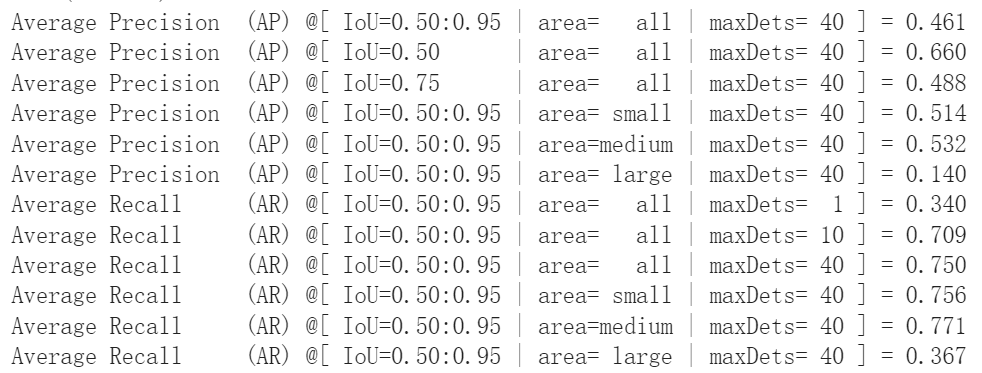 Average Precision  (AP) @[ IoU=0.50:0.95 | area=   all | maxDets= 40 ] = 0.461
Average Precision  (AP) @[ IoU=0.50      | area=   all | maxDets= 40 ] = 0.660
Average Precision  (AP) @[ IoU=0.75      | area=   all | maxDets= 40 ] = 0.488
Average Precision  (AP) @[ IoU=0.50:0.95 | area= small | maxDets= 40 ] = 0.514
Average Precision  (AP) @[ IoU=0.50:0.95 | area=medium | maxDets= 40 ] = 0.532
Average Precision  (AP) @[ IoU=0.50:0.95 | area= large | maxDets= 40 ] = 0.140
Average Recall     (AR) @[ IoU=0.50:0.95 | area=   all | maxDets=  1 ] = 0.340
Average Recall     (AR) @[ IoU=0.50:0.95 | area=   all | maxDets= 10 ] = 0.709
Average Recall     (AR) @[ IoU=0.50:0.95 | area=   all | maxDets= 40 ] = 0.750
Average Recall     (AR) @[ IoU=0.50:0.95 | area= small | maxDets= 40 ] = 0.756
Average Recall     (AR) @[ IoU=0.50:0.95 | area=medium | maxDets= 40 ] = 0.771
Average Recall     (AR) @[ IoU=0.50:0.95 | area= large | maxDets= 40 ] = 0.367